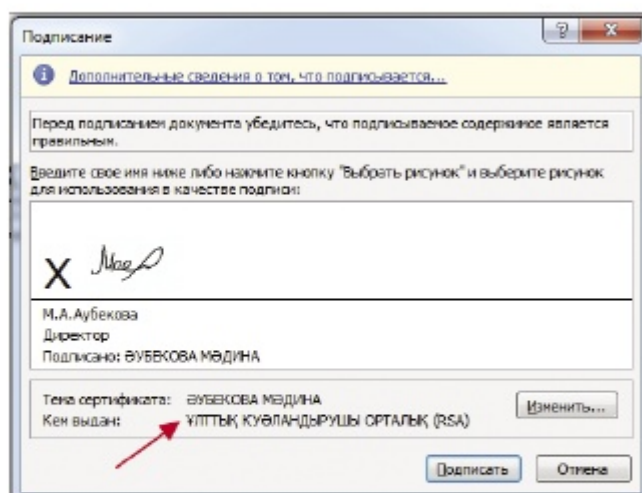 Подписание
Дополнительные сведения о том, что подписывается...
Перед подписанием документа убедитесь, что подписываемое содержимое является
правильным.
Введите свое имя ниже либо нажмите кнопку "Выбрать рисунок" и выберите рисунок
для использования в качестве подписи:
X
М.А.Аубекова
Директор
Подписано: ӘУБЕКОВА МӘДИНА
Тема сертификата: ӘУБЕКОВА МӘДИНА
Изменить...
Кем выдан: ҰЛТТЫҚ КУӘЛАНДЫРУШЫ ОРТАЛЫҚ (RSA)
Подписать Отмена